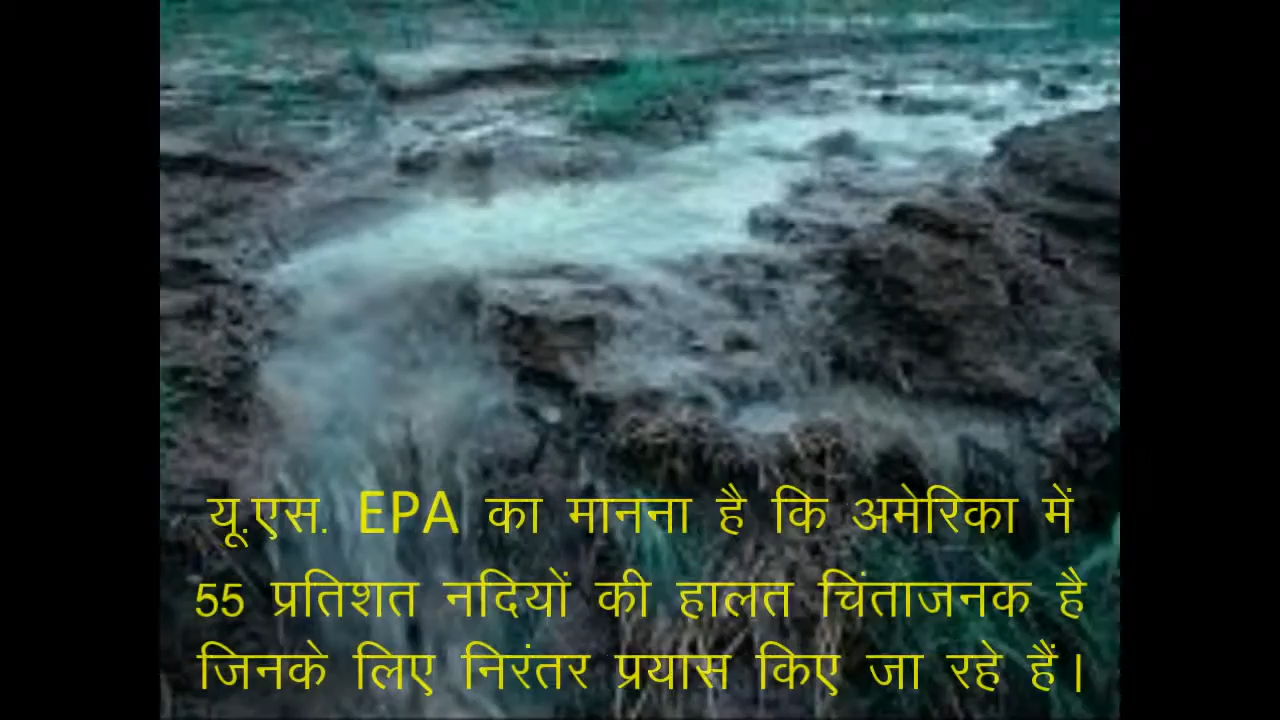 यू.एस. EPA का मानना है कि अमेरिका में
55 प्रतिशत नदियों की हालत चिंताजनक है
जिनके लिए निरंतर प्रयास किए जा रहे हैं।